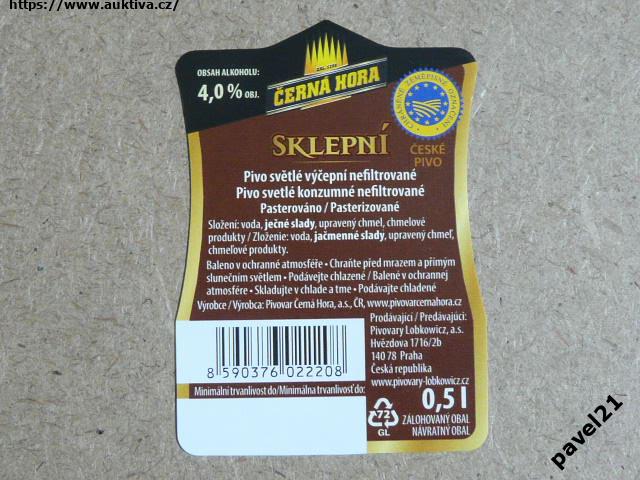 https://www.auktiva.cz/
OBSAH ALKOHOLU:
4,0 % OBJ.
ČERNÁ HORA
CHRÁNĚNÉ ZEMĚPISNÉ OZNAČENÍ
ČESKÉ
PIVO
SKLEPNÍ
Pivo světlé výčepní nefiltrované
Pivo svetlé konzumné nefiltrované
Pasterováno / Pasterizované
Složení: voda, ječné slady, upravený chmel, chmelové
produkty / Zloženie: voda, jačmenné slady, upravený chmeľ,
chmeľové produkty.
Baleno v ochranné atmosféře • Chraňte před mrazem a přímým
slunečním světlem • Podávejte chlazené / Balené v ochrannej
atmosfére • Skladujte v chlade a tme • Podávajte chladené
Výrobce / Výrobca: Pivovar Černá Hora, a.s., ČR, www.pivovarcernahora.cz
Prodávající / Predávajúci:
Pivovary Lobkowicz, a.s.
Hvězdova 1716/2b
140 78 Praha
Česká republika
www.pivovary-lobkowicz.cz
8 590376 022208
Minimální trvanlivost do/Minimálna trvanlivosť do:
72
GL
0,5 l
ZÁLOHOVANÝ OBAL
NÁVRATNÝ OBAL
pavel21